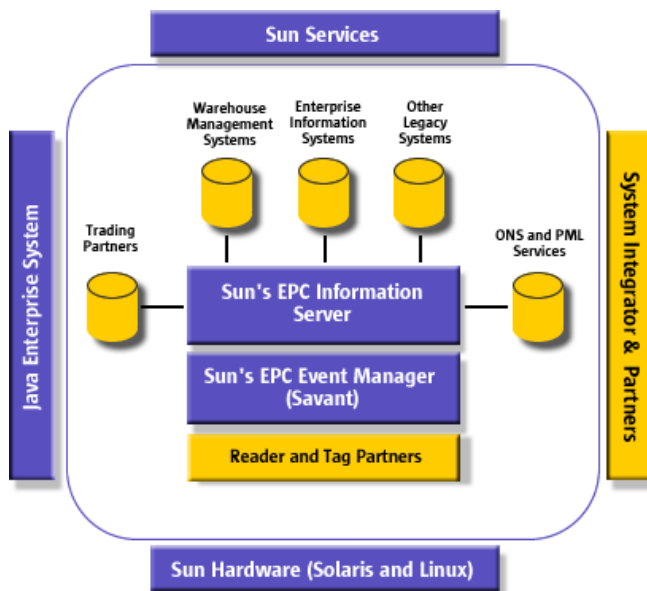 Sun Services
Warehouse
Management
Systems
Enterprise
Information
Systems
Other
Legacy
Systems
Trading
Partners
ONS and PML
Services
Java Enterprise System
System Integrator & Partners
Sun's EPC Information
Server
Sun's EPC Event Manager
(Savant)
Reader and Tag Partners
Sun Hardware (Solaris and Linux)